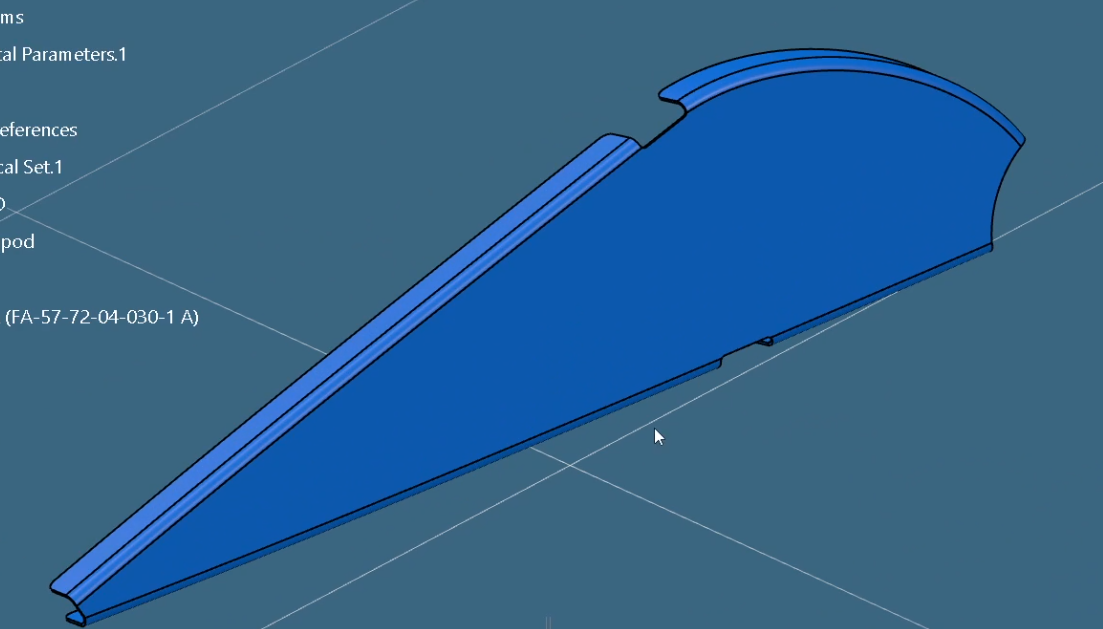 ms
tal Parameters.1
eferences
cal Set.1
pod
(FA-57-72-04-030-1 A)